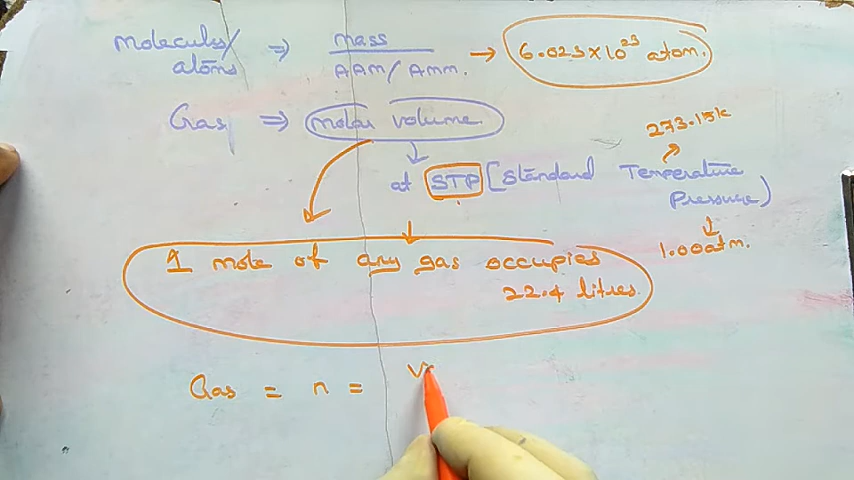 Molecules/ ⇒ mass → 6.023×10²³ atom.
atoms AAM/AMM.
Gas ⇒ molar volume
273.15k
at STP [Standard Temperature
Pressure)
1.00atm.
1 mole of any gas occupies
22.4 litres.
Gas = n = V